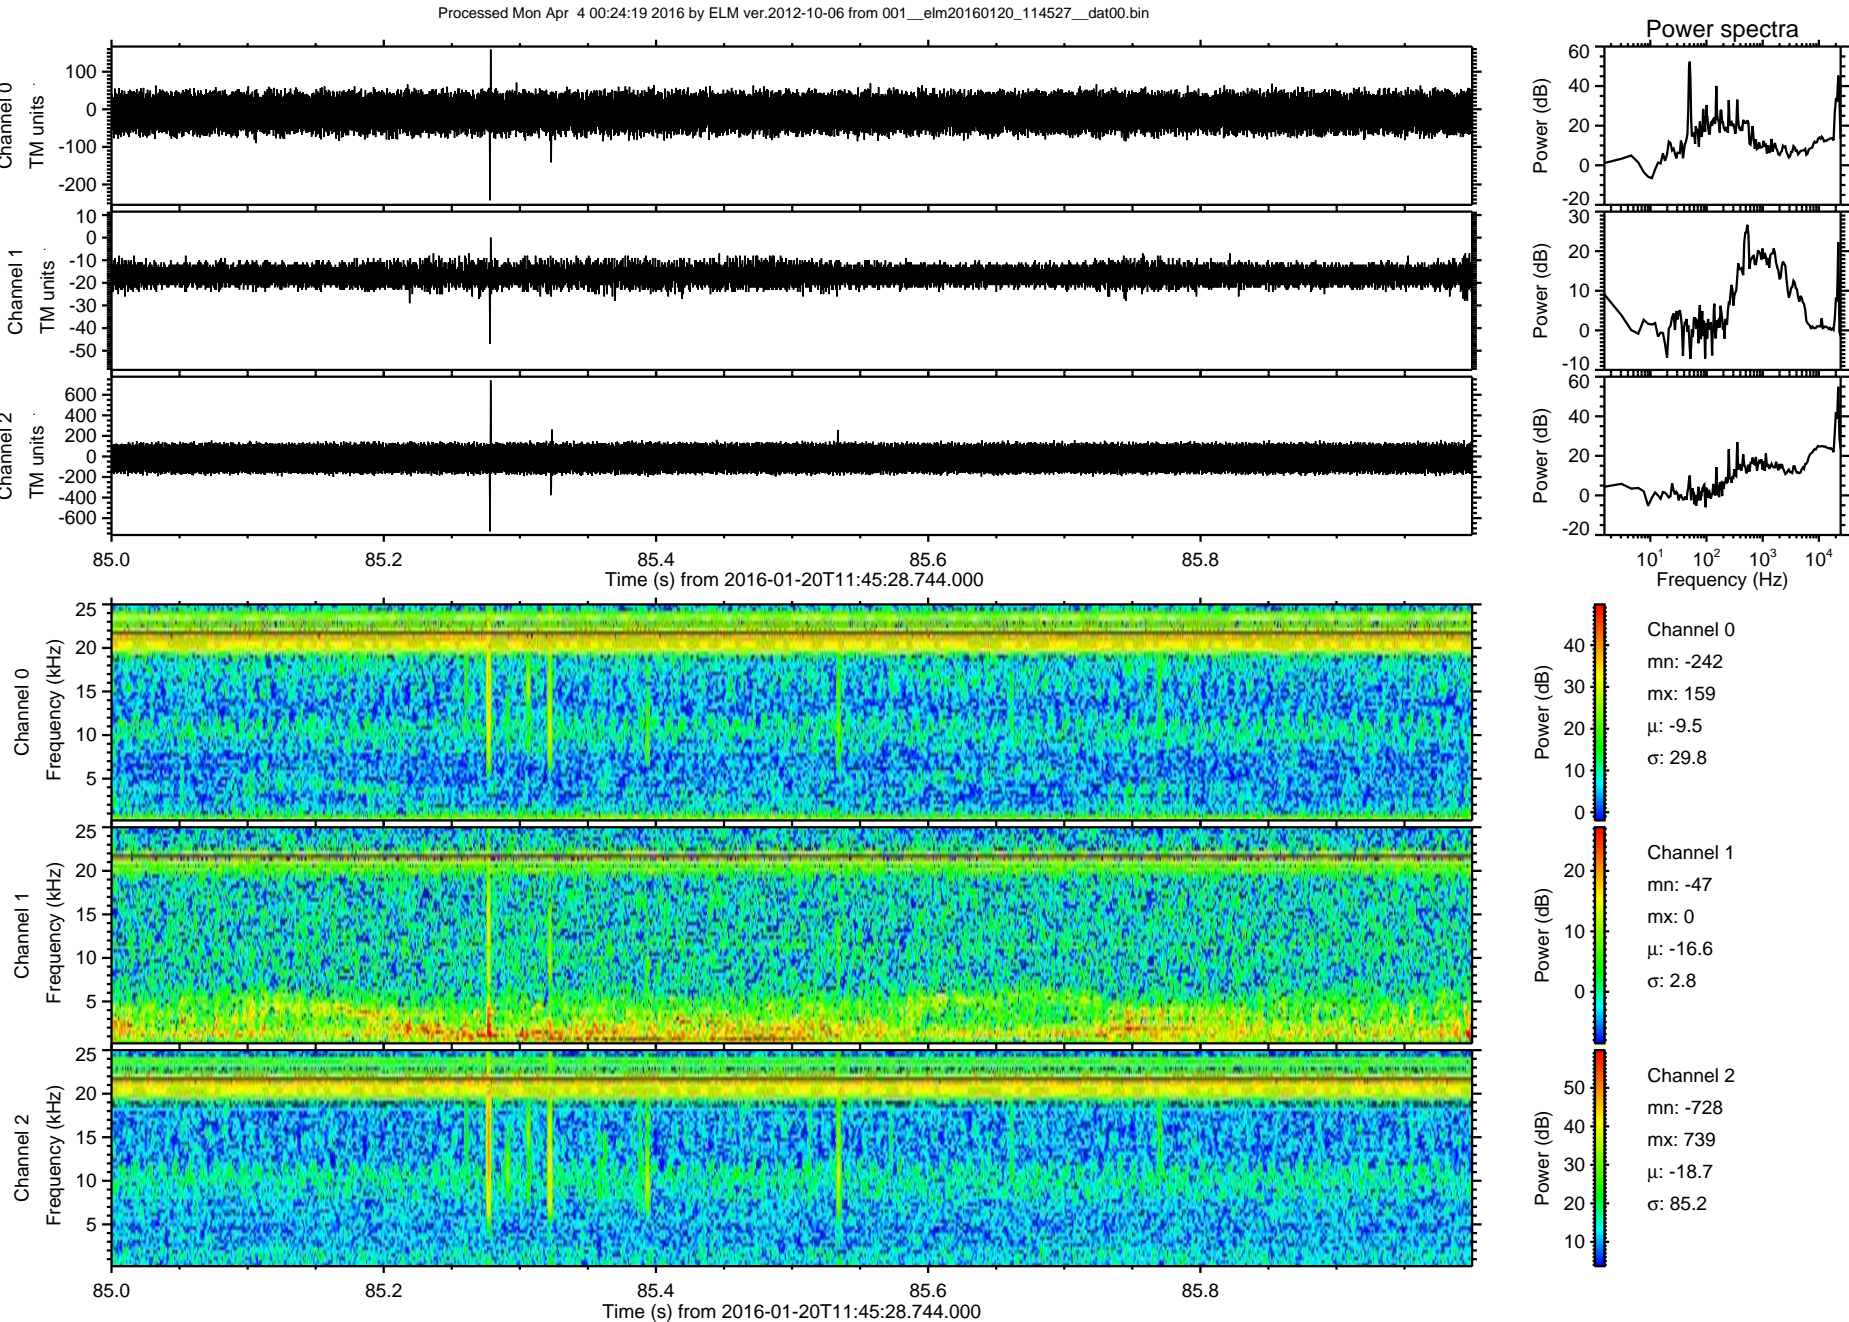 Processed Mon Apr  4 00:24:19 2016 by ELM ver.2012-10-06 from 001__elm20160120_114527__dat00.bin
Power spectra
Channel 0
TM units
100
0
-100
-200
Power (dB)
60
40
20
0
-20
Channel 1
TM units
10
0
-10
-20
-30
-40
-50
Power (dB)
30
20
10
0
-10
Channel 2
TM units
600
400
200
0
-200
-400
-600
Power (dB)
60
40
20
0
-20
85.0 85.2 85.4 85.6 85.8
Time (s) from 2016-01-20T11:45:28.744.000
10¹ 10² 10³ 10⁴
Frequency (Hz)
Channel 0
Frequency (kHz)
25
20
15
10
5
Power (dB)
40
30
20
10
0
Channel 0
mn: -242
mx: 159
µ: -9.5
σ: 29.8
Channel 1
Frequency (kHz)
25
20
15
10
5
Power (dB)
20
10
0
Channel 1
mn: -47
mx: 0
µ: -16.6
σ: 2.8
Channel 2
Frequency (kHz)
25
20
15
10
5
Power (dB)
50
40
30
20
10
Channel 2
mn: -728
mx: 739
µ: -18.7
σ: 85.2
85.0 85.2 85.4 85.6 85.8
Time (s) from 2016-01-20T11:45:28.744.000